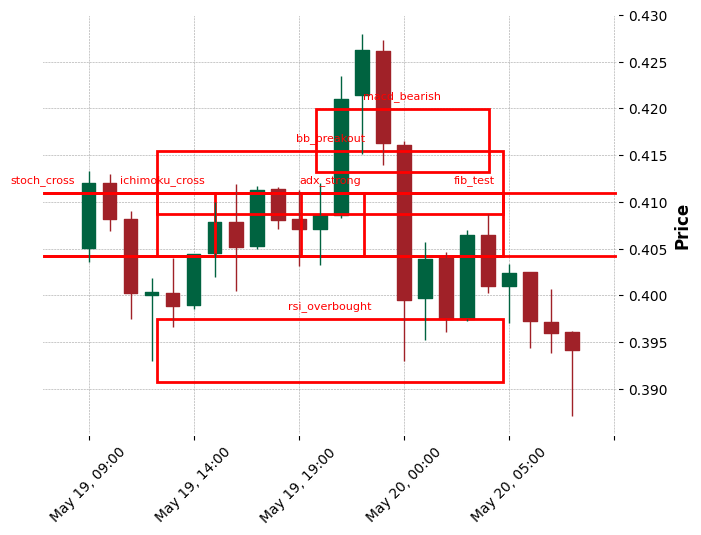 0.430
0.425
macd_bearish
0.420
bb_breakout
0.415
stoch_cross ichimoku_cross adx_strong fib_test
0.410
Price
0.405
0.400
rsi_overbought
0.395
0.390
May 19, 09:00 May 19, 14:00 May 19, 19:00 May 20, 00:00 May 20, 05:00